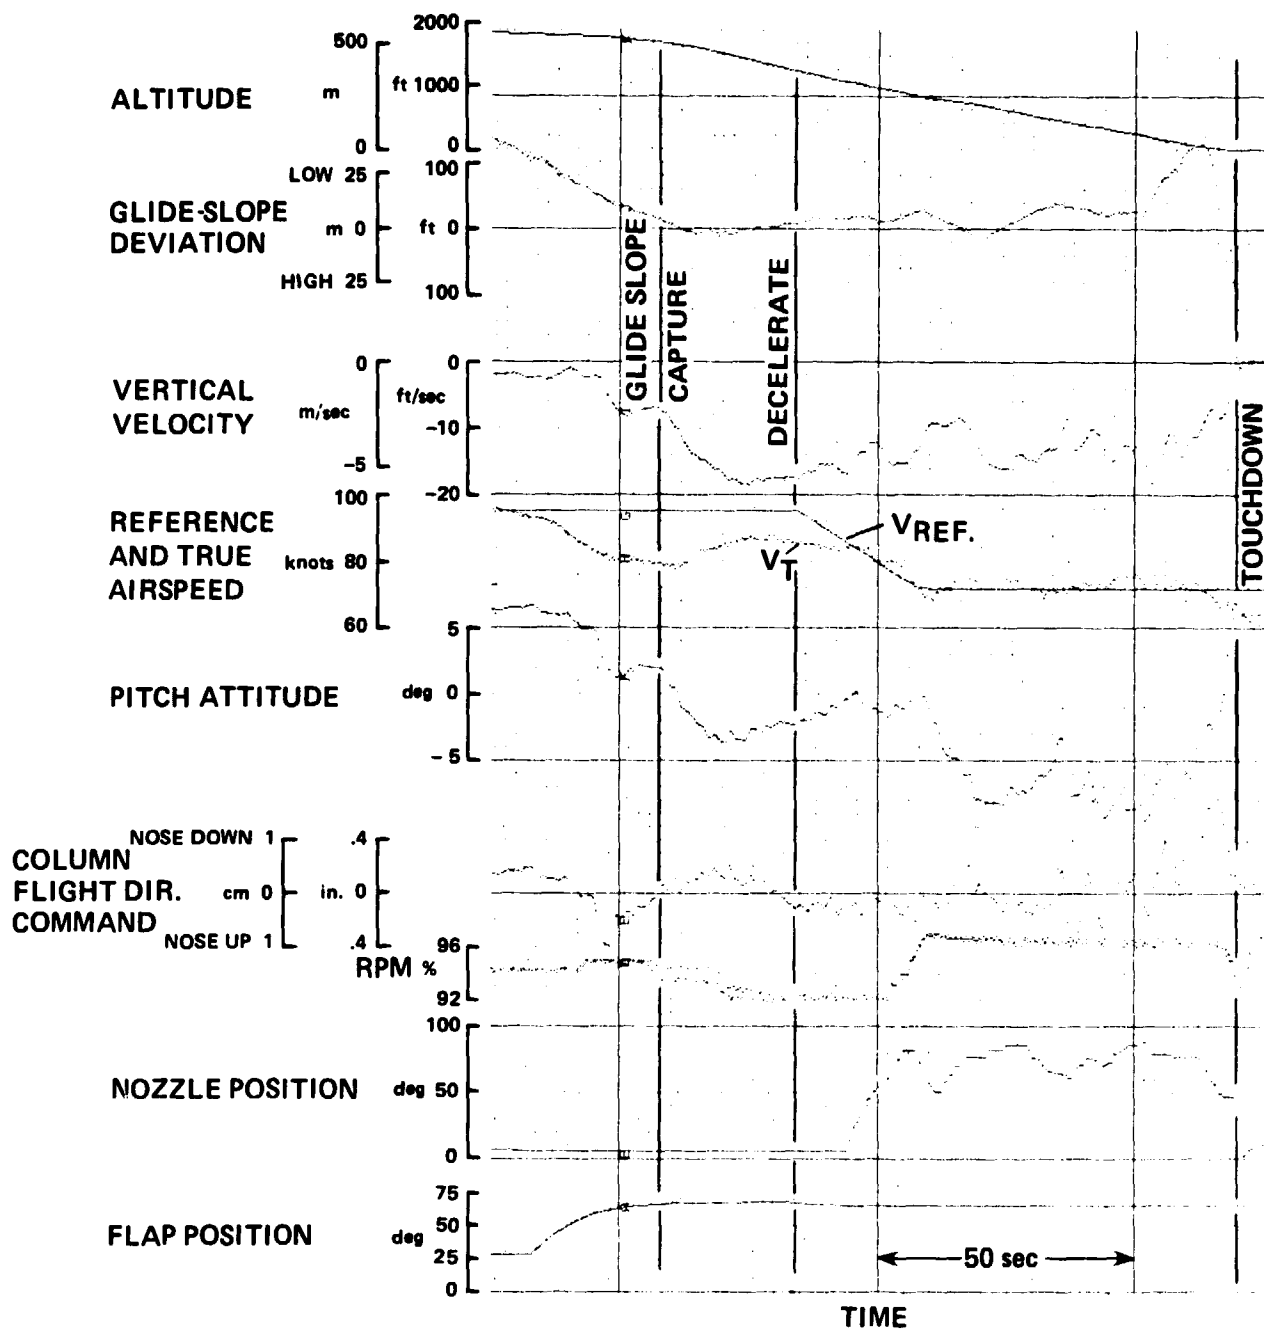 2000
500
ALTITUDE m ft 1000
0 0
LOW 25 100
GLIDE-SLOPE
DEVIATION m 0 ft 0
HIGH 25 100
GLIDE SLOPE
CAPTURE
DECELERATE
TOUCHDOWN
0 0
VERTICAL
VELOCITY m/sec ft/sec
-10
-5
-20
100
REFERENCE
AND TRUE
AIRSPEED knots 80
60
VREF.
VT
5
PITCH ATTITUDE deg 0
-5
NOSE DOWN 1 .4
COLUMN
FLIGHT DIR. cm 0 in. 0
COMMAND
NOSE UP 1 .4
96
RPM %
92
100
NOZZLE POSITION deg 50
0
75
50
FLAP POSITION deg
25
0
50 sec
TIME